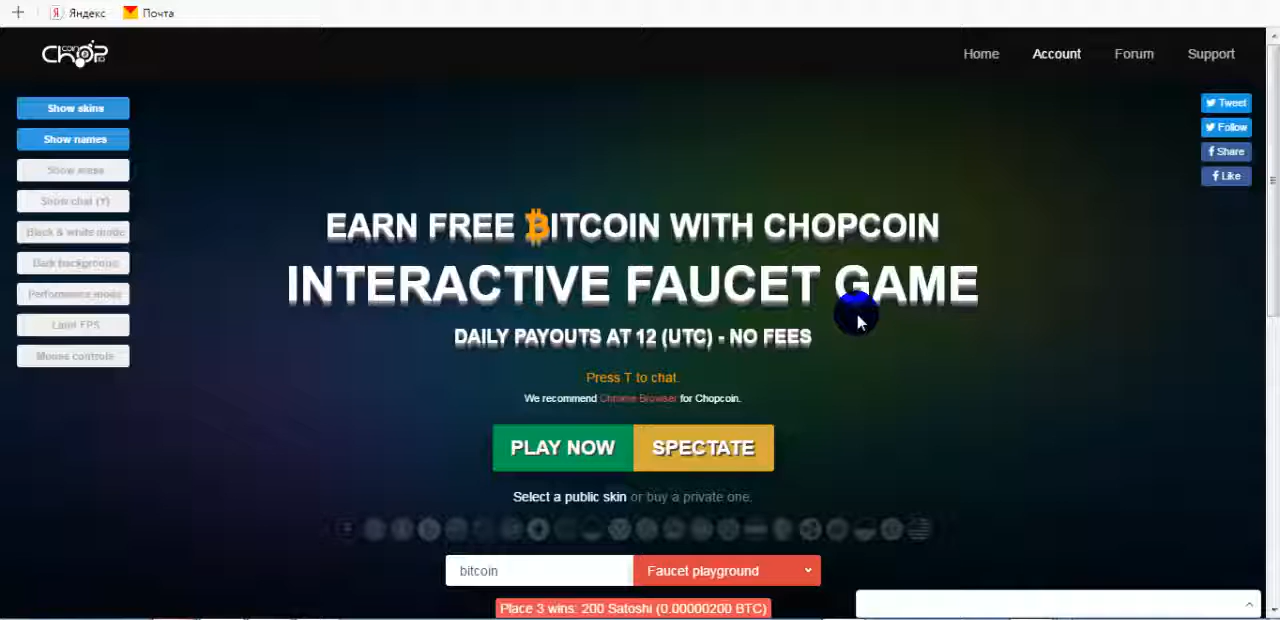 Яндекс
Почта
coin
CHOP
Home
Account
Forum
Support
Show skins
Show names
Show mass
Show chat (Y)
Black & white mode
Dark background
Performance mode
Limit FPS
Mouse controls
Tweet
Follow
Share
Like
EARN FREE BITCOIN WITH CHOPCOIN
INTERACTIVE FAUCET GAME
DAILY PAYOUTS AT 12 (UTC) - NO FEES
Press T to chat.
We recommend Chrome Browser for Chopcoin.
PLAY NOW
SPECTATE
Select a public skin or buy a private one.
bitcoin
Faucet playground
Place 3 wins: 200 Satoshi (0.00000200 BTC)